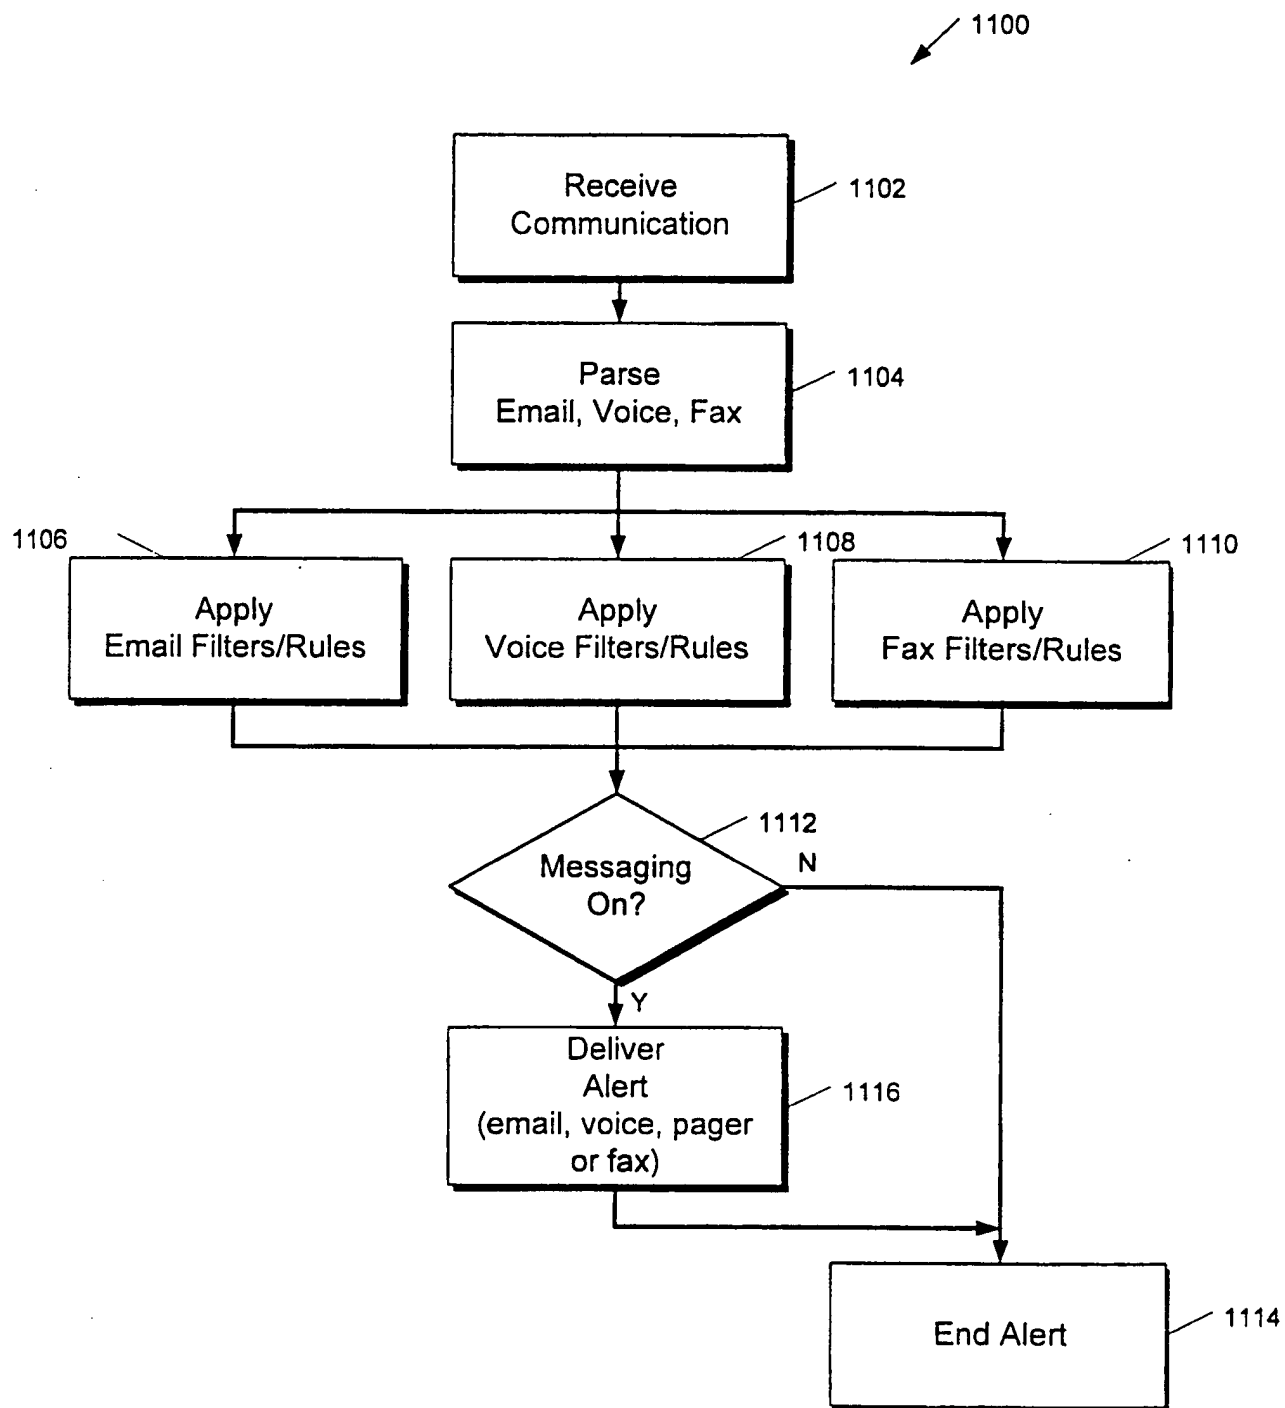 1100
Receive
Communication
1102
Parse
Email, Voice, Fax
1104
1106
Apply
Email Filters/Rules
1108
Apply
Voice Filters/Rules
1110
Apply
Fax Filters/Rules
1112
Messaging
On?
N
Y
Deliver
Alert
(email, voice, pager
or fax)
1116
End Alert
1114